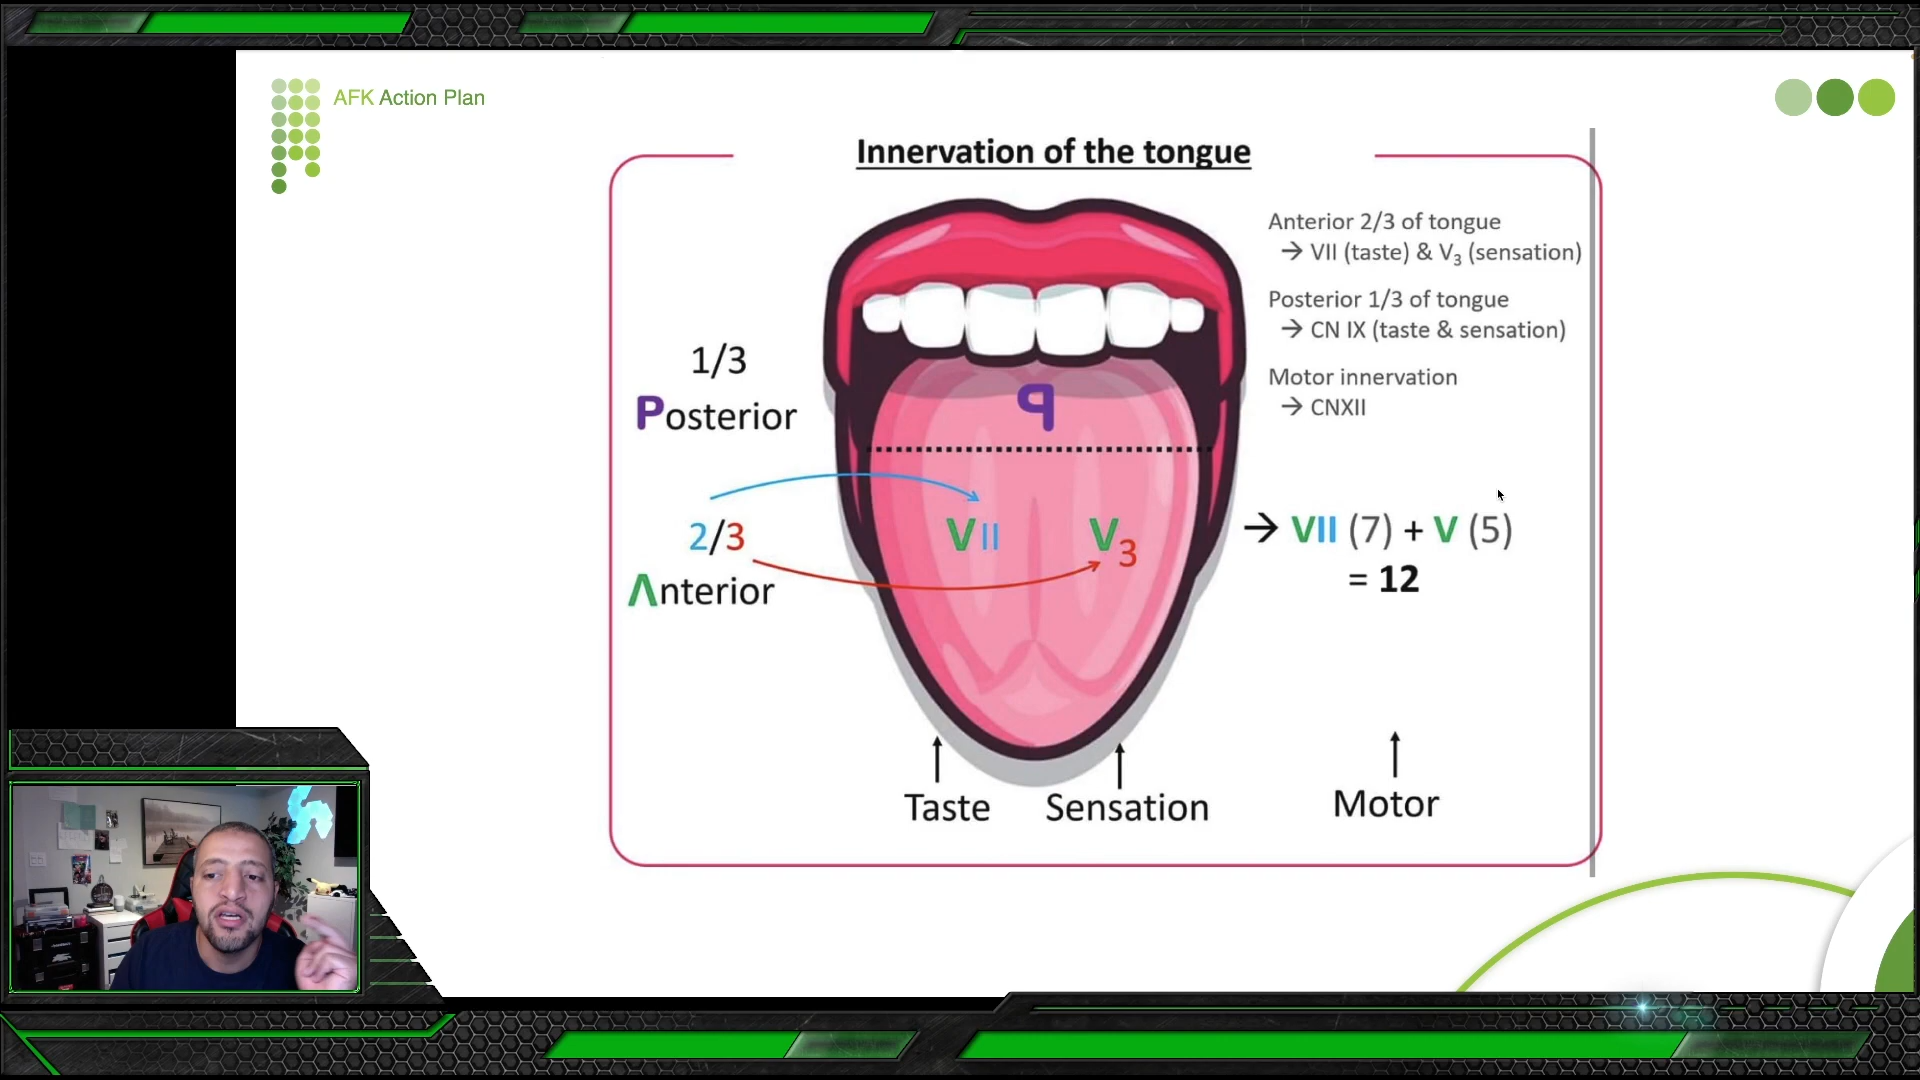 AFK Action Plan
Innervation of the tongue
Anterior 2/3 of tongue
→ VII (taste) & V₃ (sensation)
Posterior 1/3 of tongue
→ CN IX (taste & sensation)
Motor innervation
→ CNXII
1/3
Posterior
ꟼ
2/3
Λnterior
VII
V₃
→ VII (7) + V (5)
= 12
Taste
Sensation
Motor